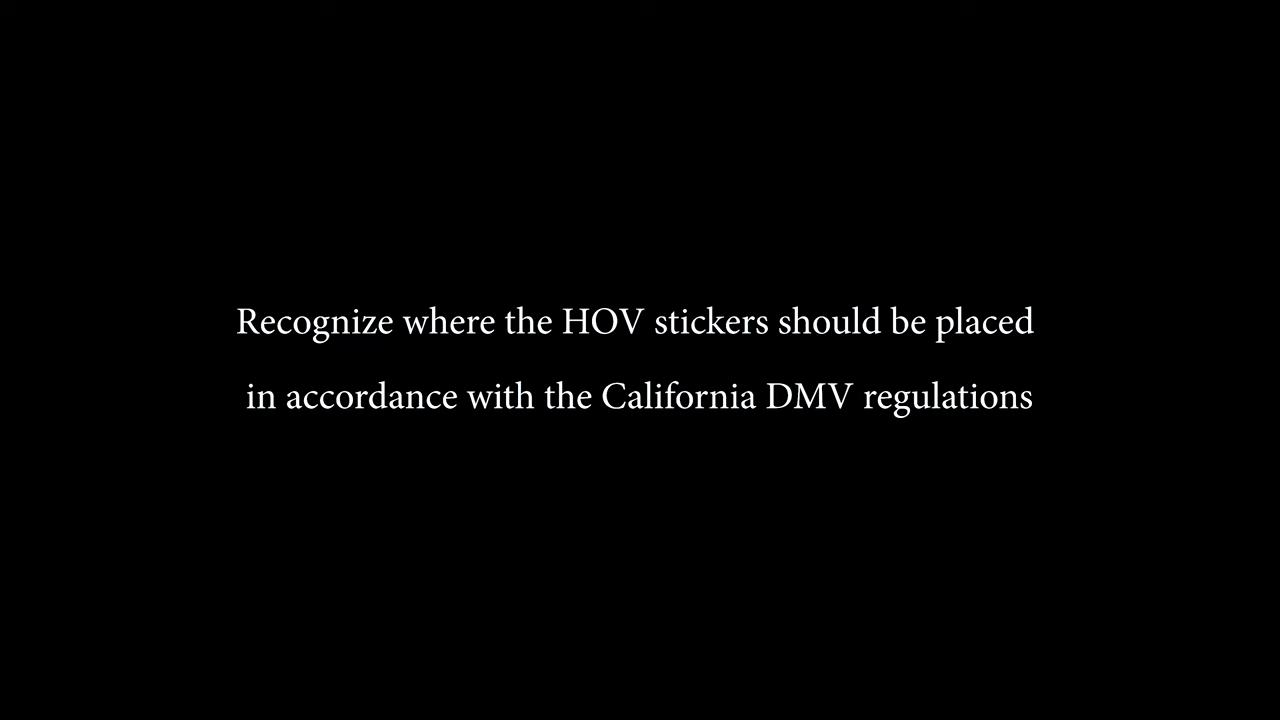 Recognize where the HOV stickers should be placed
in accordance with the California DMV regulations